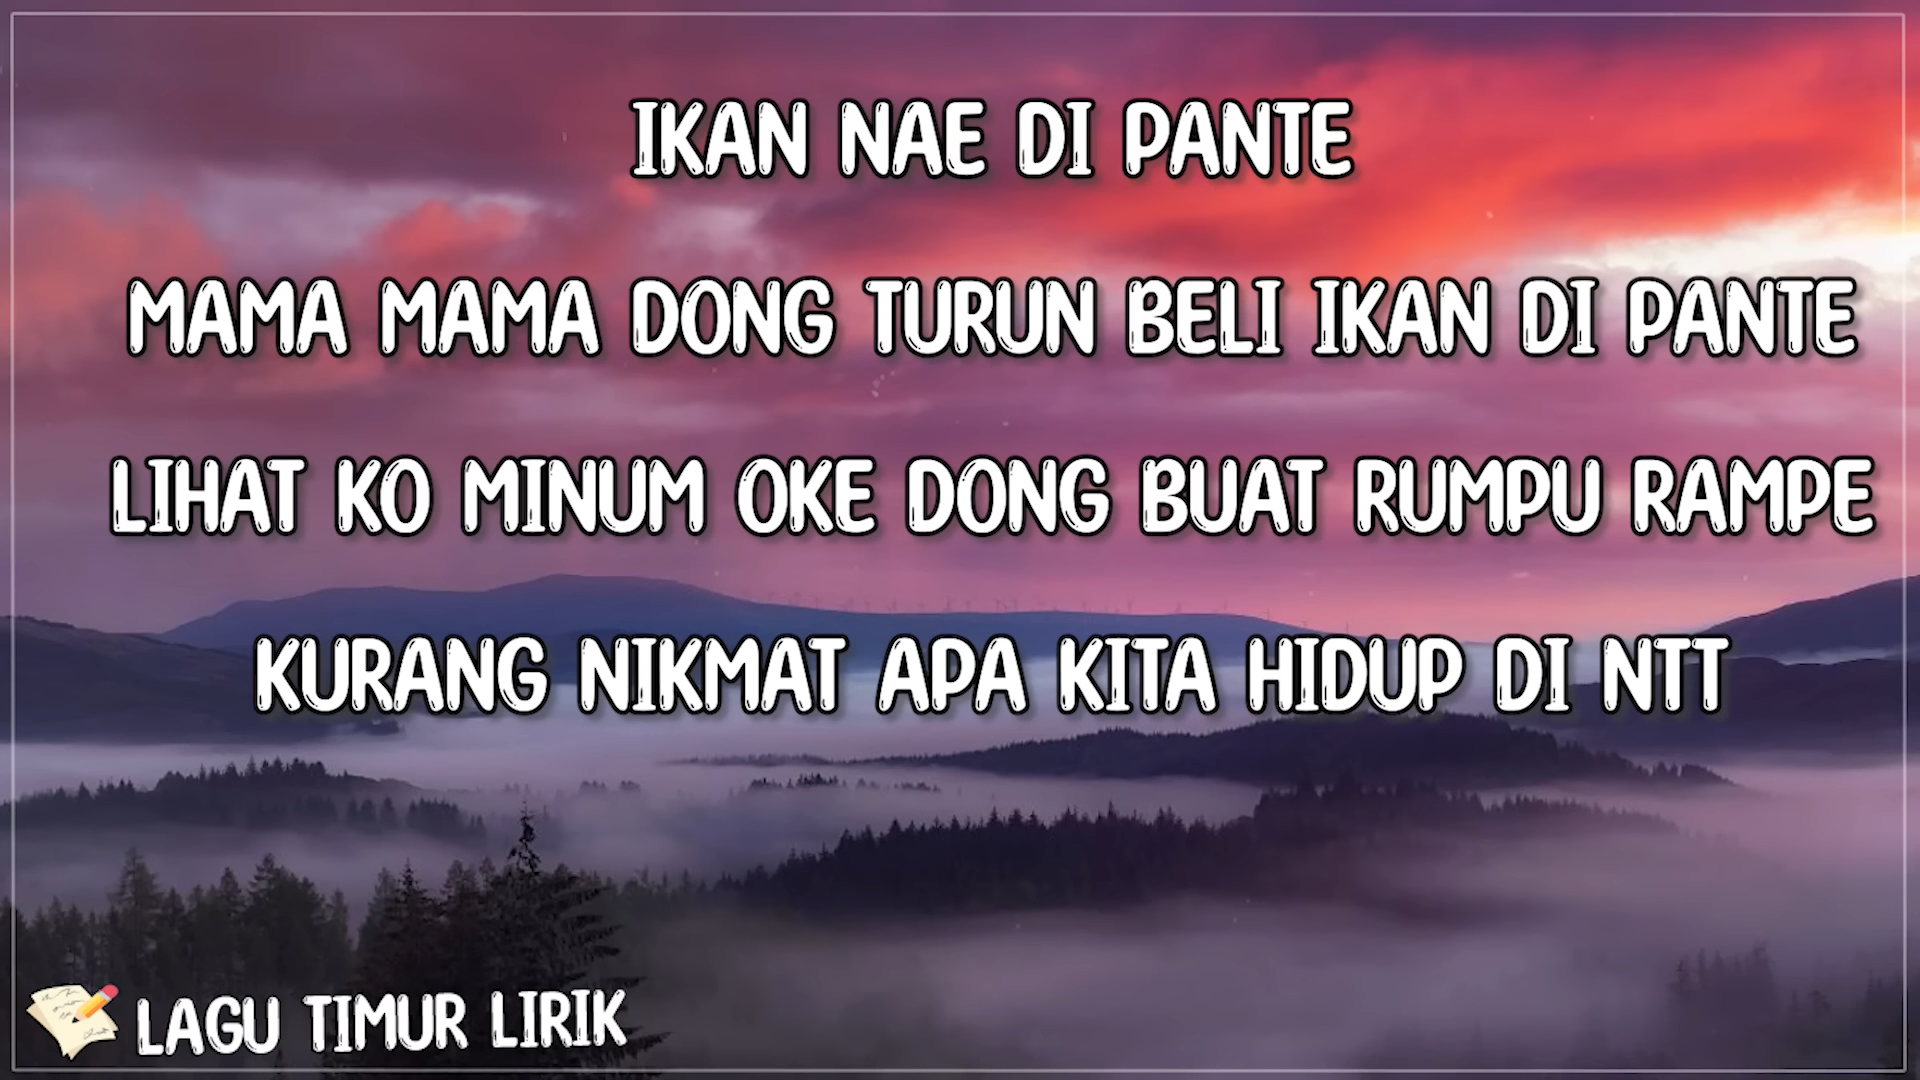 IKAN NAE DI PANTE
MAMA MAMA DONG TURUN BELI IKAN DI PANTE
LIHAT KO MINUM OKE DONG BUAT RUMPU RAMPE
KURANG NIKMAT APA KITA HIDUP DI NTT
LAGU TIMUR LIRIK